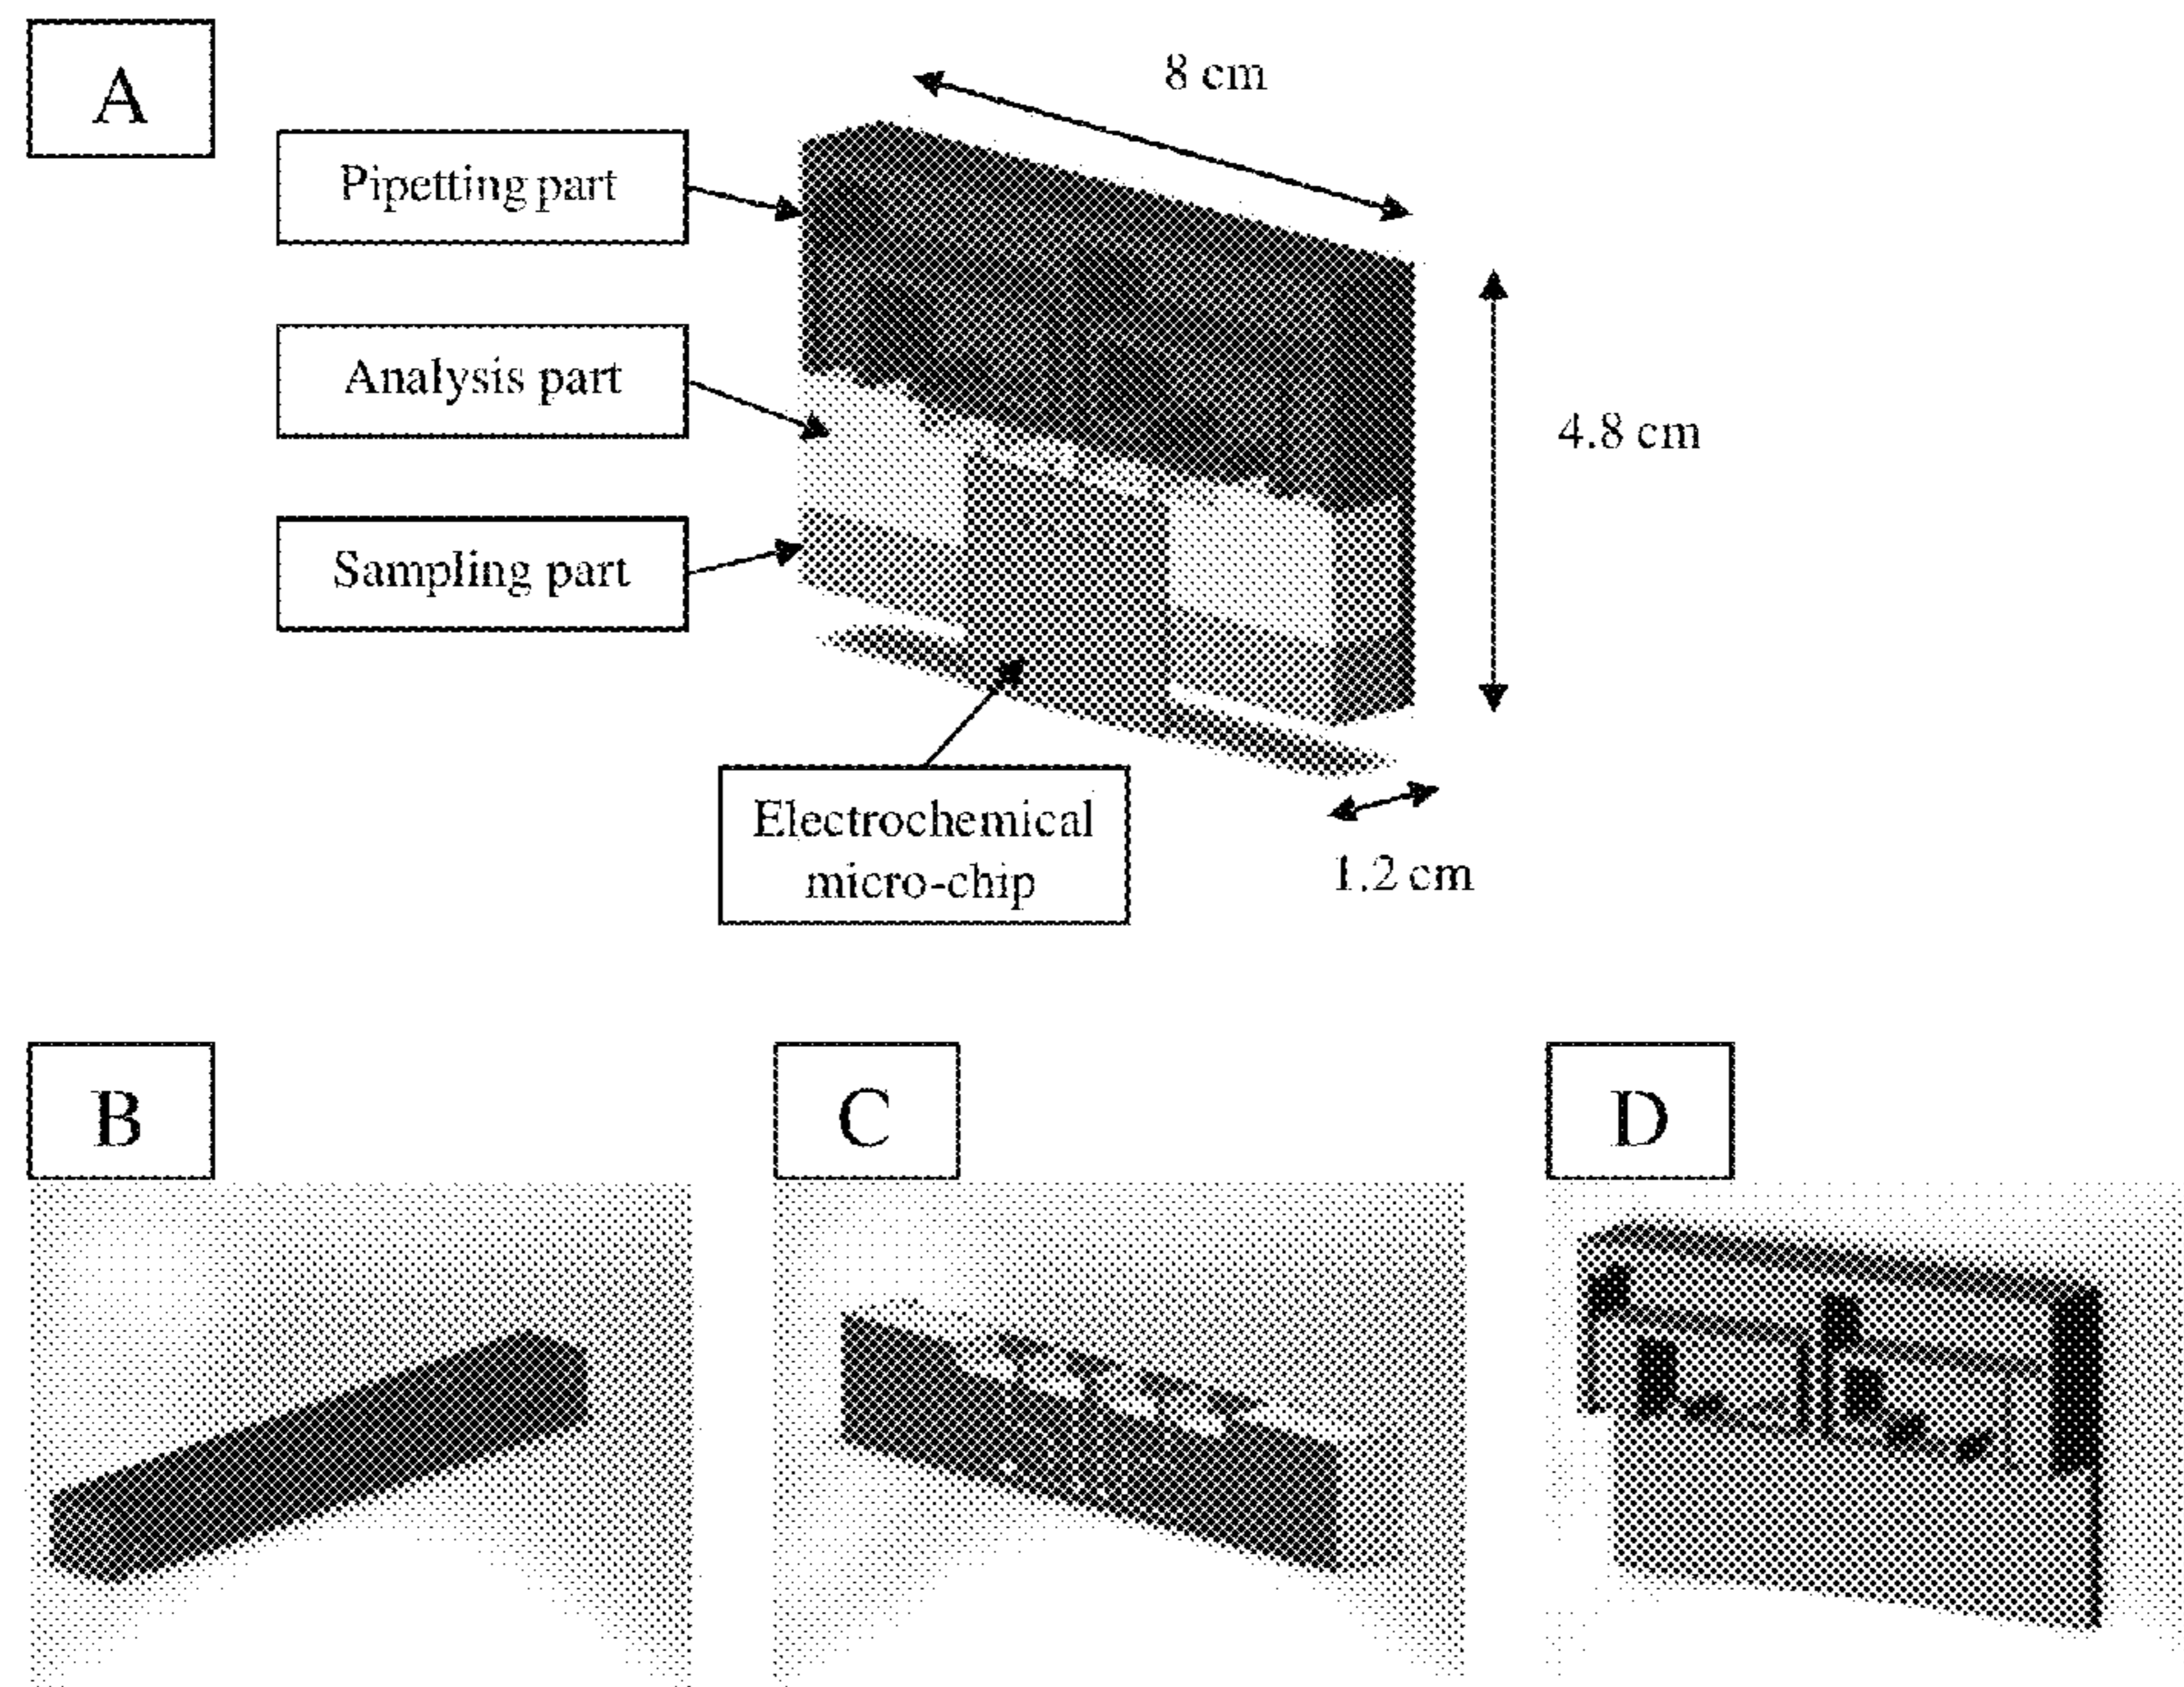 A
8 cm
Pipetting part
Analysis part
4.8 cm
Sampling part
Electrochemical
micro-chip
1.2 cm
B
C
D